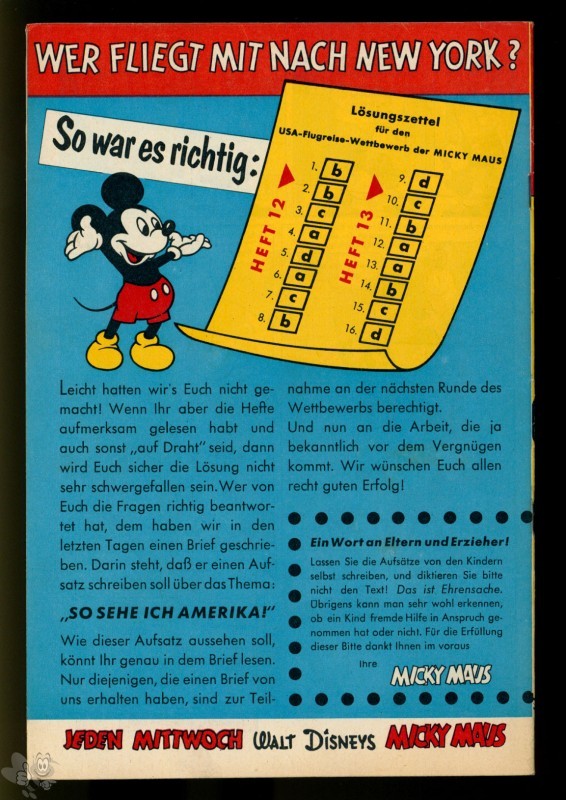 WER FLIEGT MIT NACH NEW YORK ?
So war es richtig:
Lösungszettel
für den
USA-Flugreise-Wettbewerb der MICKY MAUS
HEFT 12
1. b
2. b
3. c
4. a
5. d
6. a
7. c
8. b
HEFT 13
9. d
10. c
11. b
12. a
13. a
14. b
15. c
16. d
Leicht hatten wir's Euch nicht ge-
macht! Wenn Ihr aber die Hefte
aufmerksam gelesen habt und
auch sonst „auf Draht" seid, dann
wird Euch sicher die Lösung nicht
sehr schwergefallen sein. Wer von
Euch die Fragen richtig beantwor-
tet hat, dem haben wir in den
letzten Tagen einen Brief geschrie-
ben. Darin steht, daß er einen Auf-
satz schreiben soll über das Thema:
„SO SEHE ICH AMERIKA!"
Wie dieser Aufsatz aussehen soll,
könnt Ihr genau in dem Brief lesen.
Nur diejenigen, die einen Brief von
uns erhalten haben, sind zur Teil-
nahme an der nächsten Runde des
Wettbewerbs berechtigt.
Und nun an die Arbeit, die ja
bekanntlich vor dem Vergnügen
kommt. Wir wünschen Euch allen
recht guten Erfolg!
Ein Wort an Eltern und Erzieher!
Lassen Sie die Aufsätze von den Kindern
selbst schreiben, und diktieren Sie bitte
nicht den Text! Das ist Ehrensache.
Übrigens kann man sehr wohl erkennen,
ob ein Kind fremde Hilfe in Anspruch ge-
nommen hat oder nicht. Für die Erfüllung
dieser Bitte dankt Ihnen im voraus
Ihre
MICKY MAUS
JEDEN MITTWOCH WALT DISNEYS MICKY MAUS